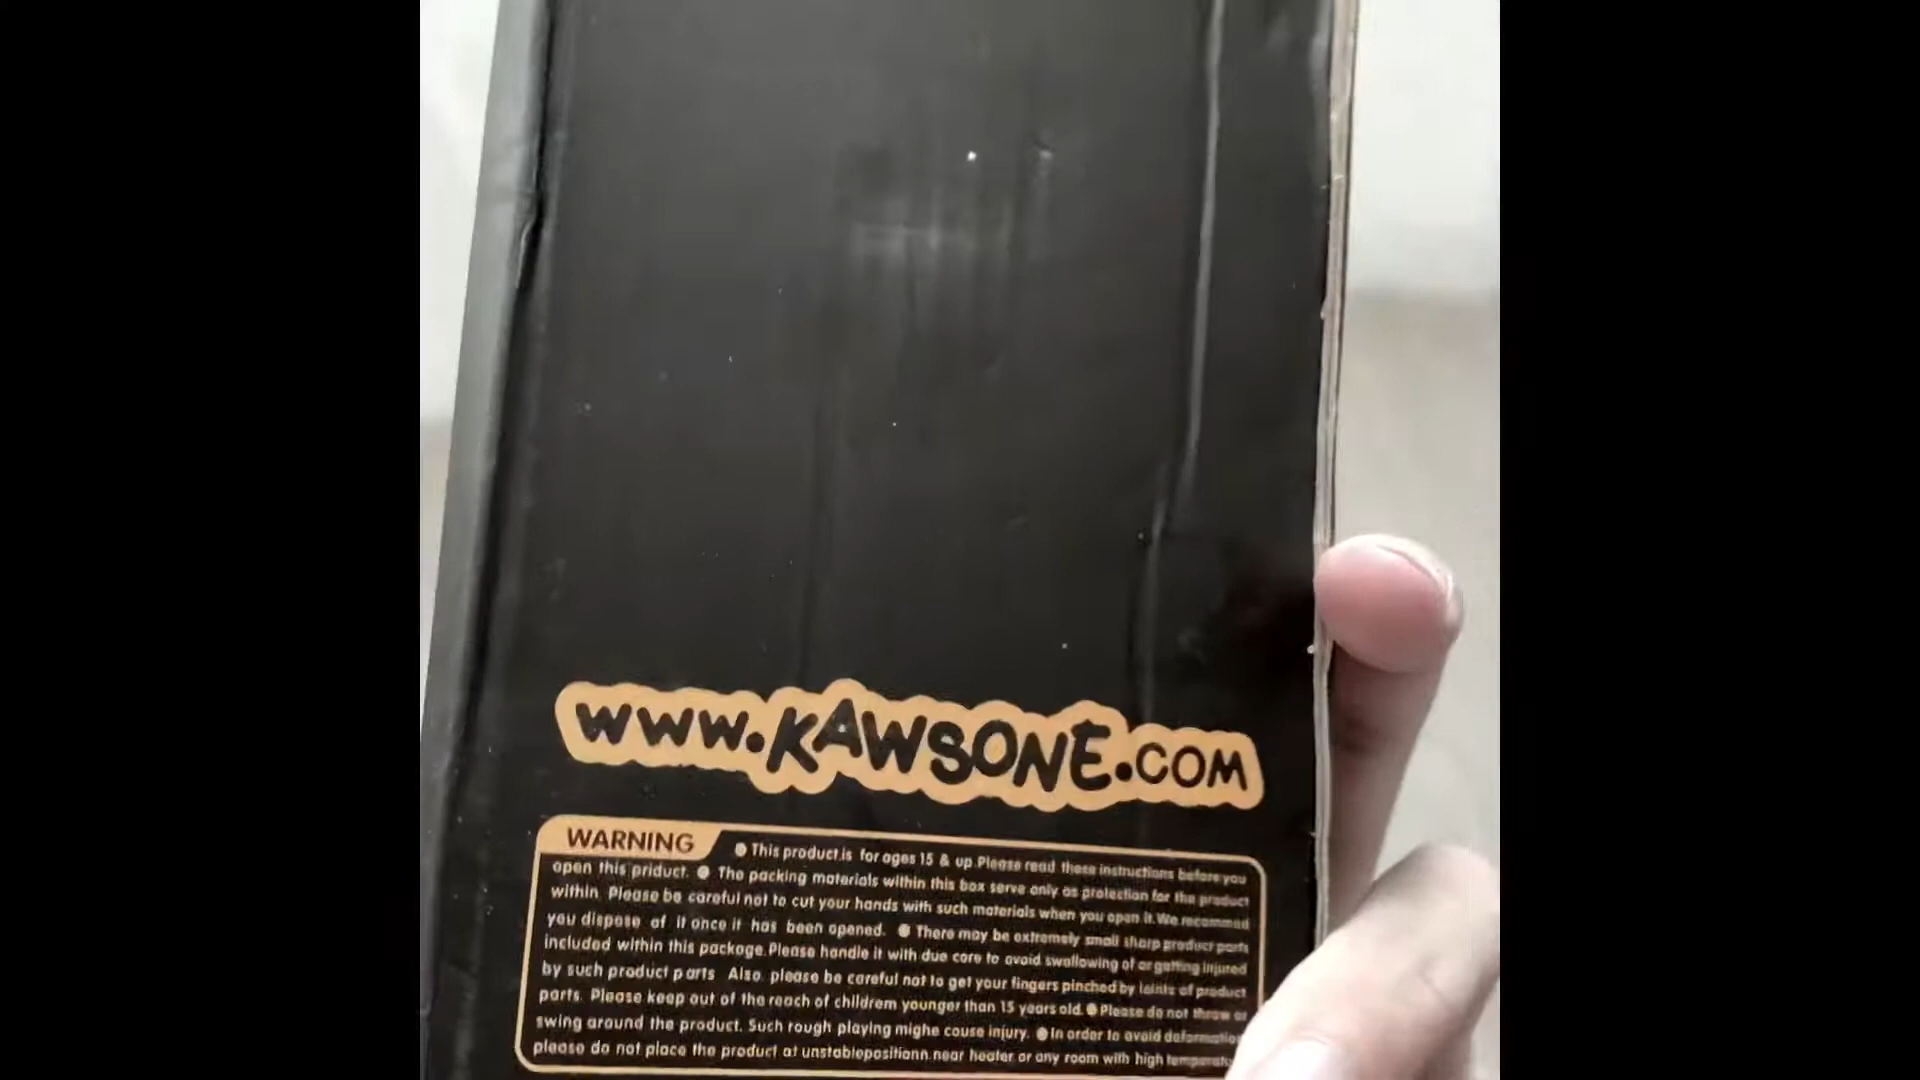 www.KAWSONE.COM
WARNING
●This product.is for ages 15 & up.Please read these instructions before you
open this priduct. ● The packing materials within this box serve only as protection for the product
within. Please be careful not to cut your hands with such materials when you open it.We recommed
you dispose of it once it has been opened. ● There may be extremely small sharp product parts
included within this package.Please handle it with due care to avoid swallowing of or getting injured
by such product parts Also, please be careful not to get your fingers pinched by of product
parts. Please keep out of the reach of childrem younger than 15 years old.●Please do not throw or
swing around the product. Such rough playing mighe couse injury. ●In order to avoid
please do not place the product at unstablepositionn.near heater or any room with high